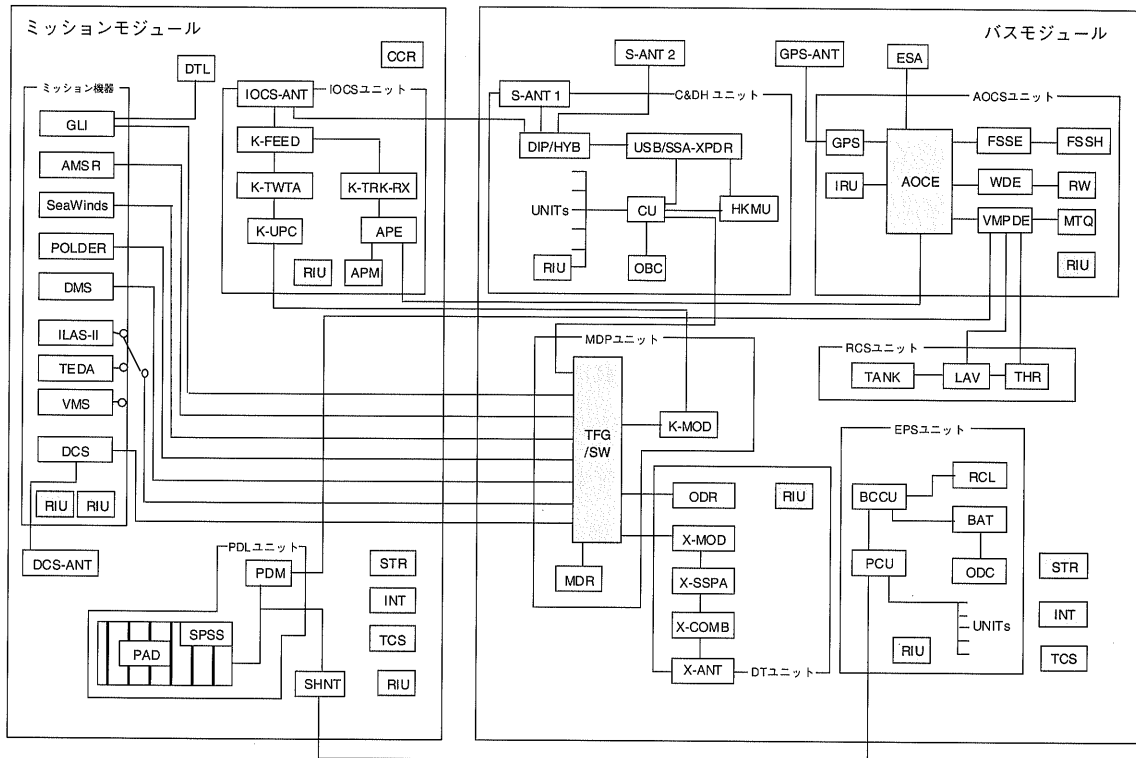 ミッションモジュール
CCR
DTL
ミッション機器
GLI
AMSR
SeaWinds
POLDER
DMS
ILAS-II
TEDA
VMS
DCS
RIU
RIU
DCS-ANT
IOCSユニット
IOCS-ANT
K-FEED
K-TWTA
K-TRK-RX
K-UPC
APE
RIU
APM
PDLユニット
PDM
SPSS
PAD
SHNT
STR
INT
TCS
RIU
バスモジュール
S-ANT 2
GPS-ANT
ESA
C&DH ユニット
S-ANT 1
DIP/HYB
USB/SSA-XPDR
UNITs
CU
HKMU
RIU
OBC
AOCSユニット
GPS
IRU
AOCE
FSSE
FSSH
WDE
RW
VMPDE
MTQ
RIU
RCSユニット
TANK
LAV
THR
MDPユニット
TFG
/SW
K-MOD
MDR
ODR
RIU
X-MOD
X-SSPA
X-COMB
X-ANT
DTユニット
EPSユニット
BCCU
RCL
BAT
PCU
ODC
UNITs
RIU
STR
INT
TCS